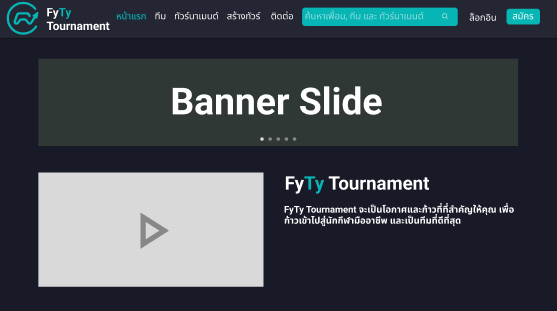 FyTy
Tournament
หน้าแรก ทีม ทัวร์นาเมนต์ สร้างทัวร์ ติดต่อ ค้นหาเพื่อน, ทีม และ ทัวร์นาเมนต์ ล็อกอิน สมัคร
Banner Slide
FyTy Tournament
FyTy Tournament จะเป็นโอกาศและก้าวที่ที่สำคัญให้คุณ เพื่อ
ก้าวเข้าไปสู่นักกีฬามืออาชีพ และเป็นทีมที่ดีที่สุด